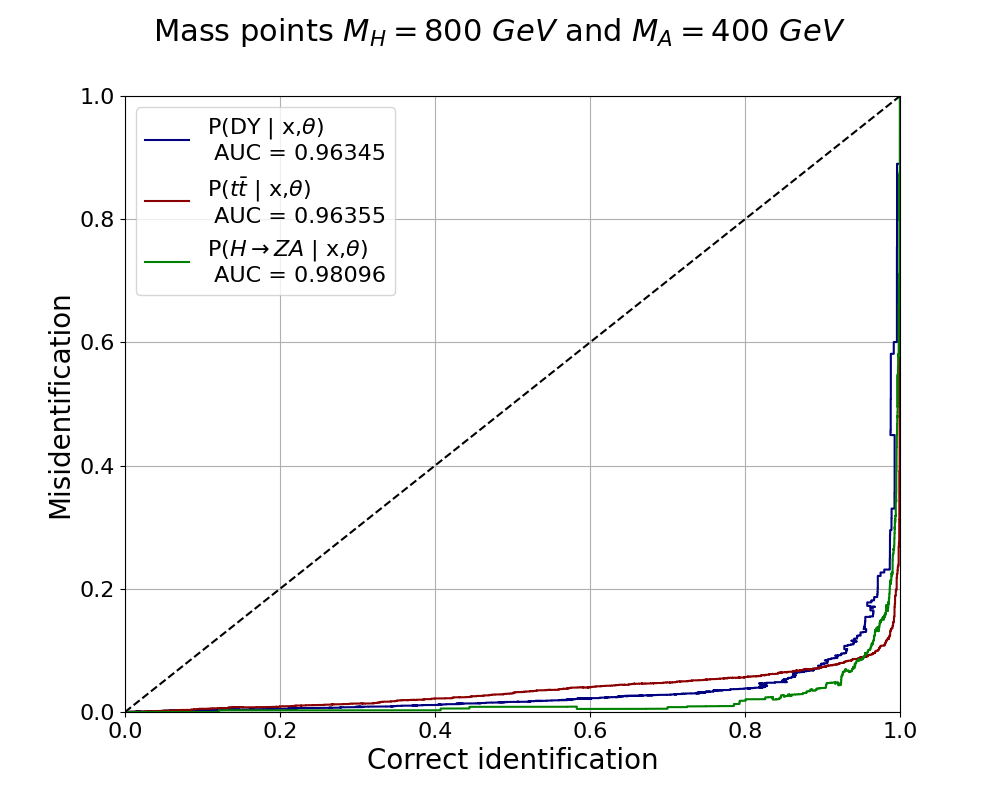 Mass points M_H = 800 GeV and M_A = 400 GeV
1.0
P(DY | x,θ)
AUC = 0.96345
P(tt̄ | x,θ)
AUC = 0.96355
P(H → ZA | x,θ)
AUC = 0.98096
0.8
0.6
0.4
0.2
0.0
Misidentification
0.0 0.2 0.4 0.6 0.8 1.0
Correct identification